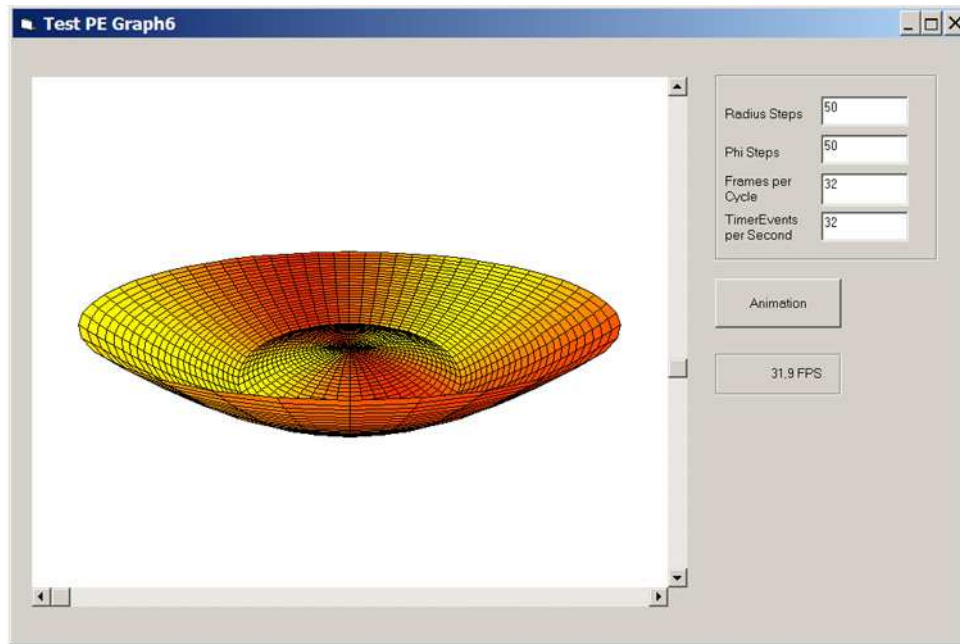 Test PE Graph6
Radius Steps
50
Phi Steps
50
Frames per
Cycle
32
TimerEvents
per Second
32
Animation
31,9 FPS